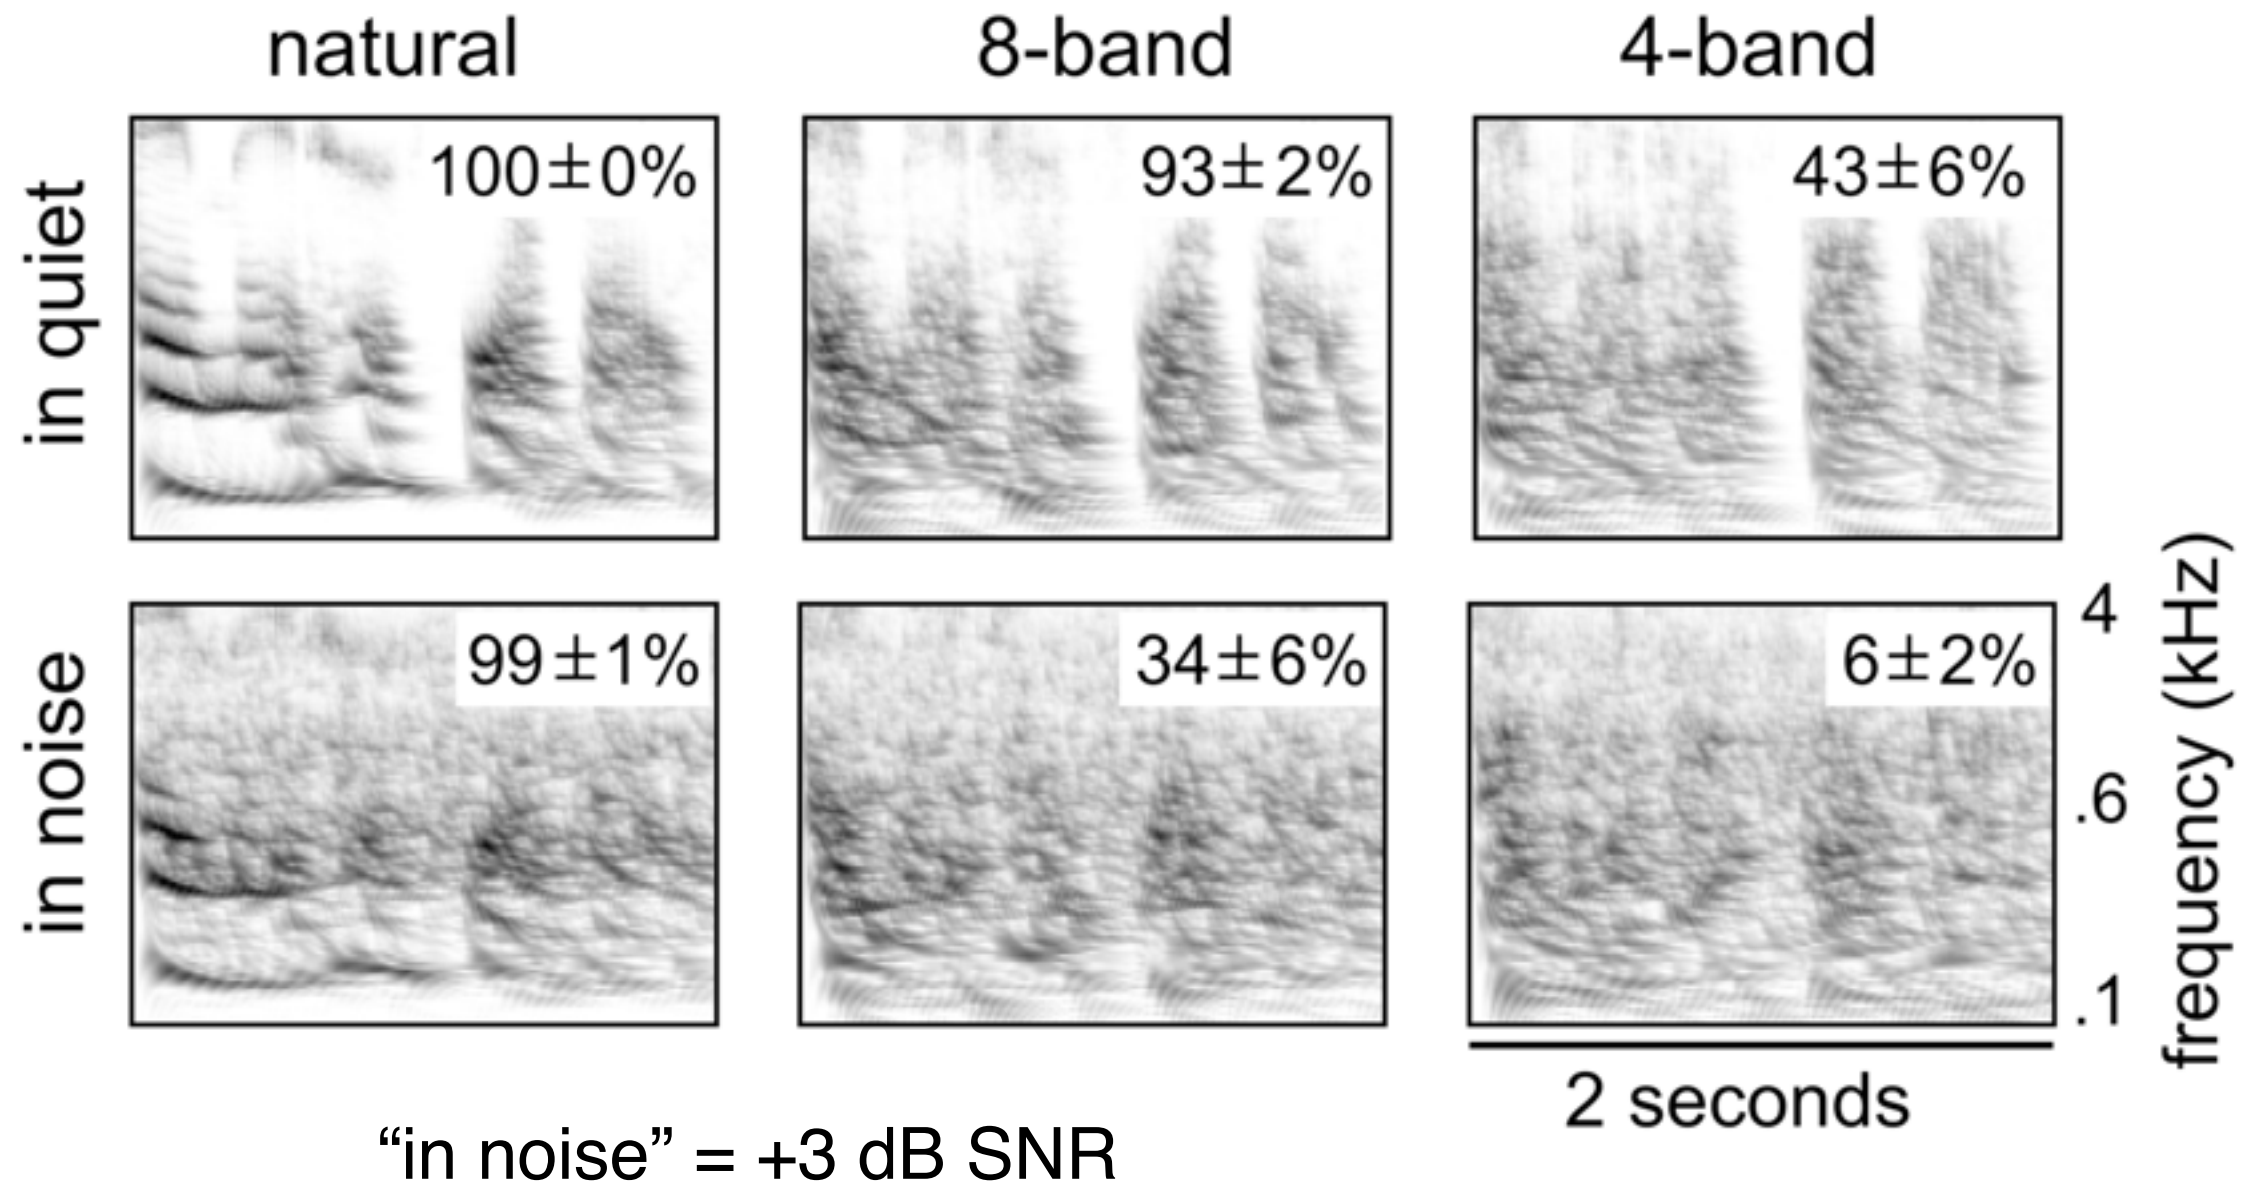 natural
8-band
4-band
in quiet
100±0%
93±2%
43±6%
in noise
99±1%
34±6%
6±2%
4
.6
.1
frequency (kHz)
2 seconds
“in noise” = +3 dB SNR